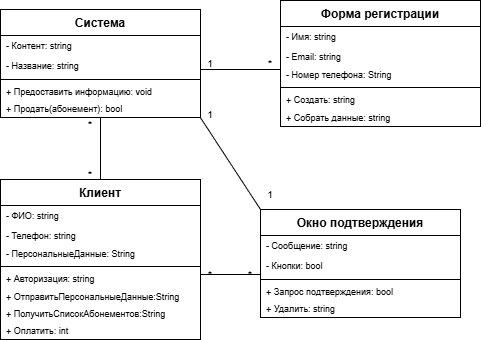 Система
- Контент: string
- Название: string
+ Предоставить информацию: void
+ Продать(абонемент): bool
Форма регистрации
- Имя: string
- Email: string
- Номер телефона: String
+ Создать: string
+ Собрать данные: string
1
*
1
*
*
1
Клиент
- ФИО: string
- Телефон: string
- ПерсональныеДанные: String
+ Авторизация: string
+ ОтправитьПерсональныеДанные:String
+ ПолучитьСписокАбонементов:String
+ Оплатить: int
*
*
Окно подтверждения
- Сообщение: string
- Кнопки: bool
+ Запрос подтверждения: bool
+ Удалить: string